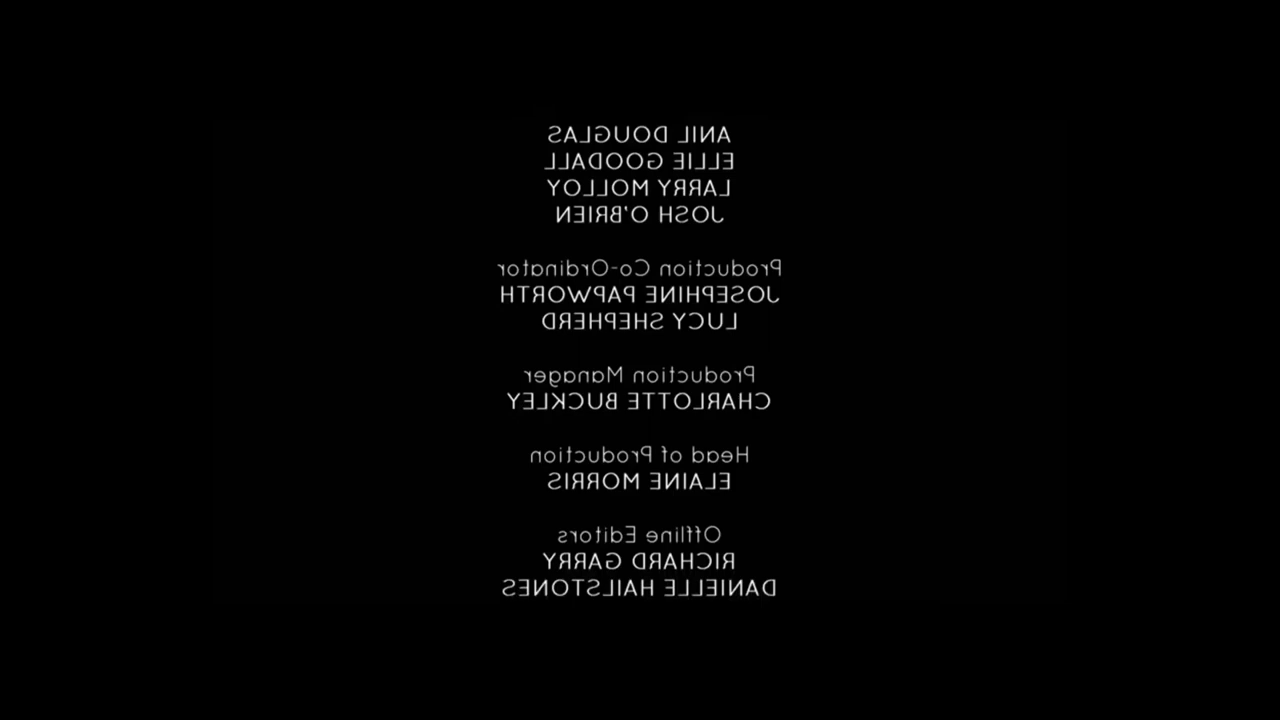 ANIL DOUGLAS
ELLIE GOODALL
LARRY MOLLOY
JOSH O'BRIEN
Production Co-Ordinator
JOSEPHINE PAPWORTH
LUCY SHEPHERD
Production Manager
CHARLOTTE BUCKLEY
Head of Production
ELAINE MORRIS
Offline Editors
RICHARD GARRY
DANIELLE HAILSTONES